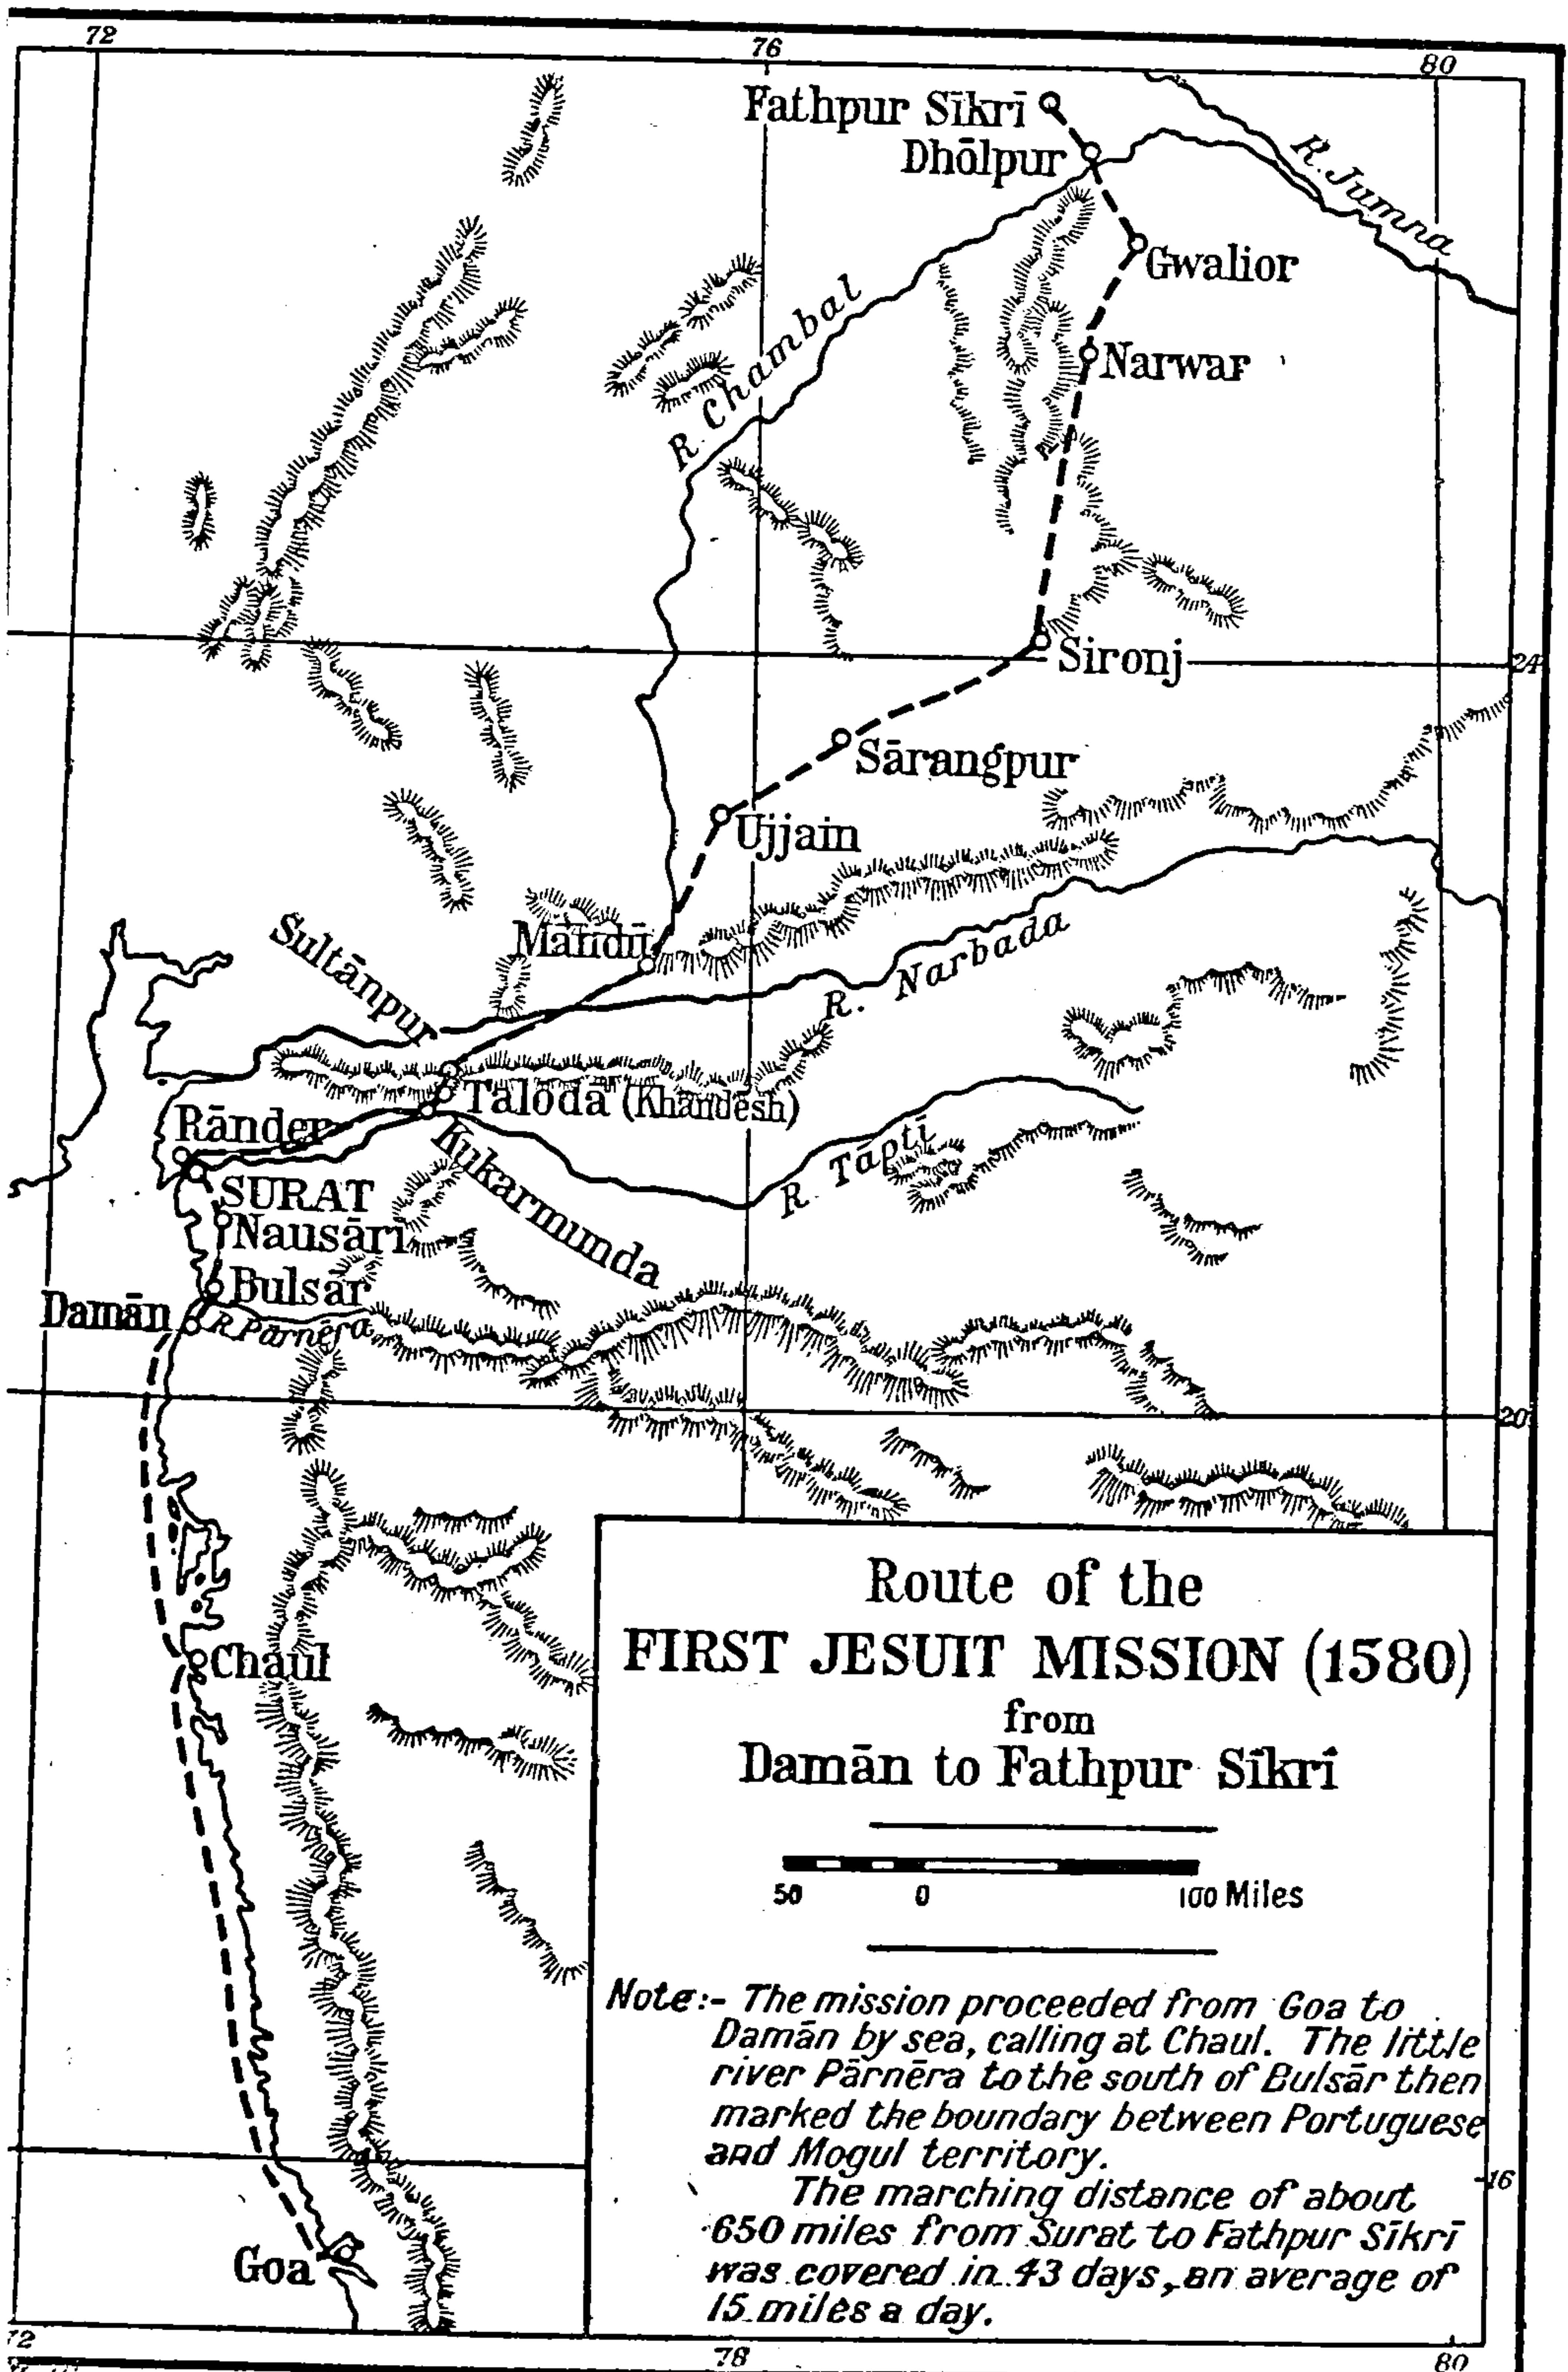 72
76
80
Fathpur Sīkrī
Dhōlpur
R. Jumna
Gwalior
R. Chambal
Narwar
Sironj
24
Sārangpur
Ujjain
Māndū
Sultānpur
R. Narbada
Talodā (Khandesh)
Rānder
Kukarmunda
R. Tāptī
SURAT
Nausāri
Bulsār
Damān
R. Pārnēra
20
Chaul
Goa
Route of the
FIRST JESUIT MISSION (1580)
from
Damān to Fathpur Sīkrī
50 0 100 Miles
Note:- The mission proceeded from Goa to
Damān by sea, calling at Chaul. The little
river Pārnēra to the south of Bulsār then
marked the boundary between Portuguese
and Mogul territory.
The marching distance of about
650 miles from Surat to Fathpur Sīkrī
was covered in 43 days, an average of
15 miles a day.
16
72
78
80